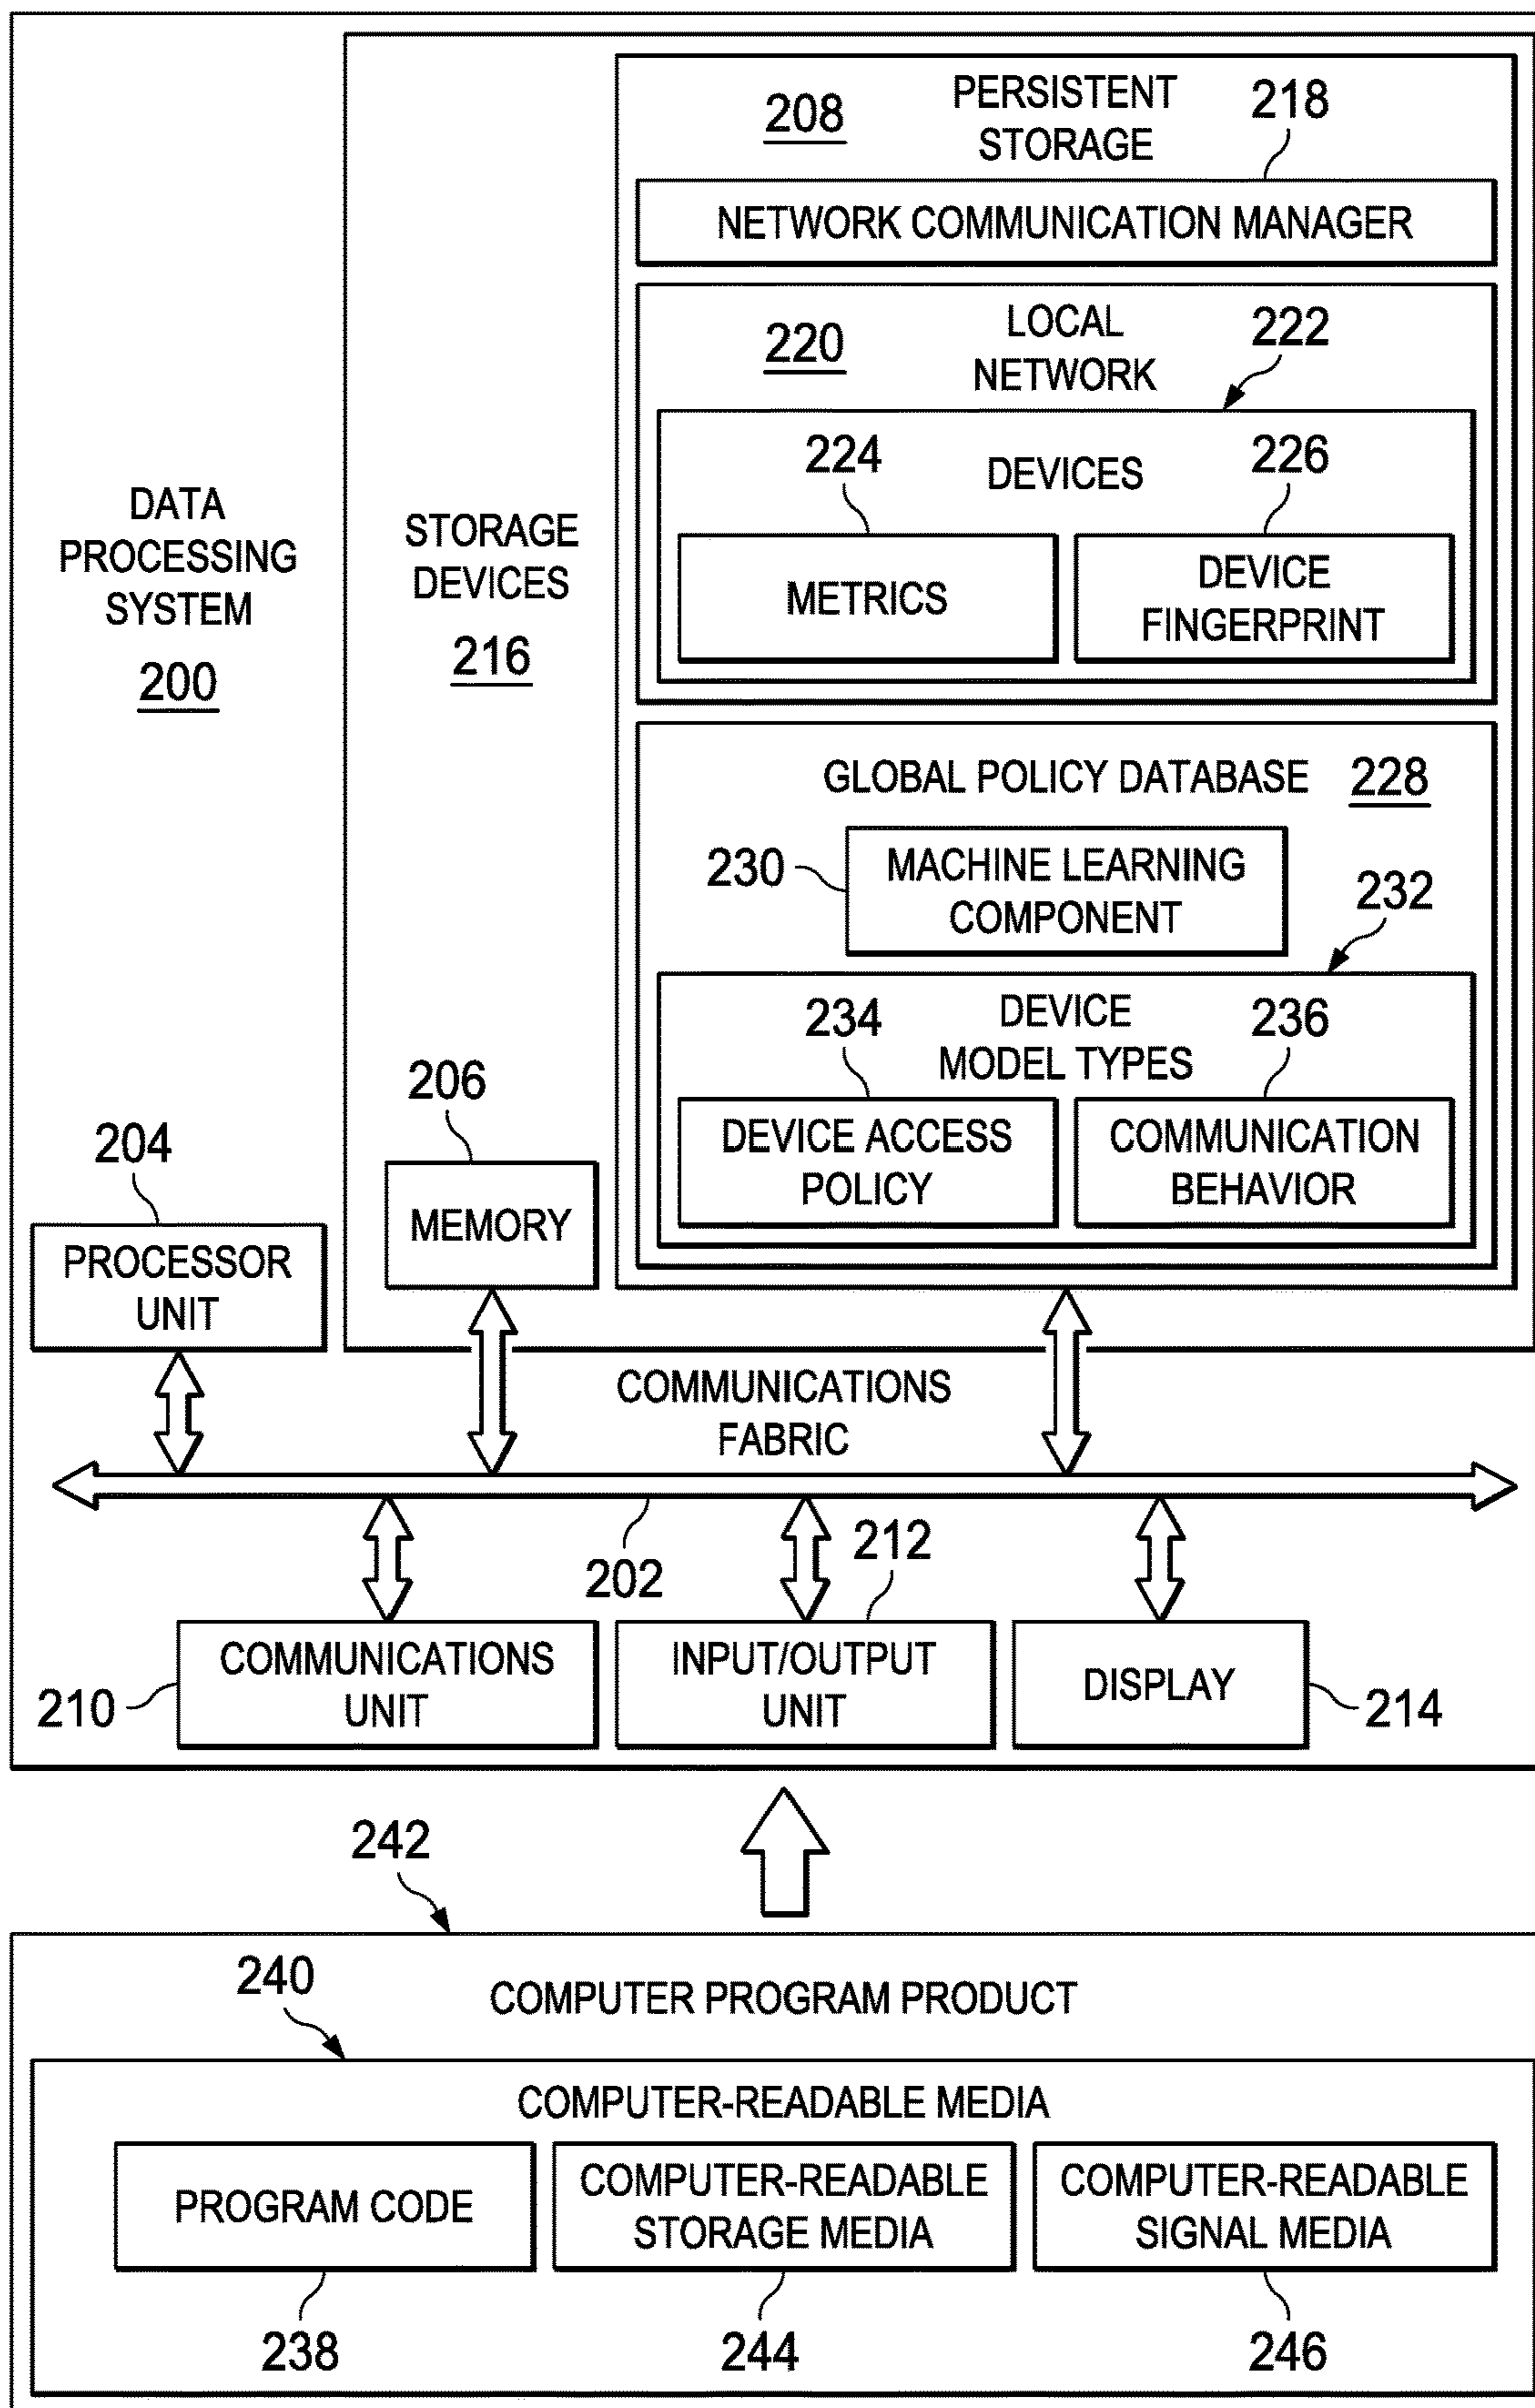 208
PERSISTENT
STORAGE
218
NETWORK COMMUNICATION MANAGER
220
LOCAL
NETWORK
222
224
DEVICES
226
METRICS
DEVICE
FINGERPRINT
DATA
PROCESSING
SYSTEM
200
STORAGE
DEVICES
216
GLOBAL POLICY DATABASE
228
230
MACHINE LEARNING
COMPONENT
232
234
DEVICE
MODEL TYPES
236
DEVICE ACCESS
POLICY
COMMUNICATION
BEHAVIOR
206
MEMORY
204
PROCESSOR
UNIT
COMMUNICATIONS
FABRIC
202
212
210
COMMUNICATIONS
UNIT
INPUT/OUTPUT
UNIT
DISPLAY
214
242
COMPUTER PROGRAM PRODUCT
240
COMPUTER-READABLE MEDIA
PROGRAM CODE
COMPUTER-READABLE
STORAGE MEDIA
COMPUTER-READABLE
SIGNAL MEDIA
238
244
246